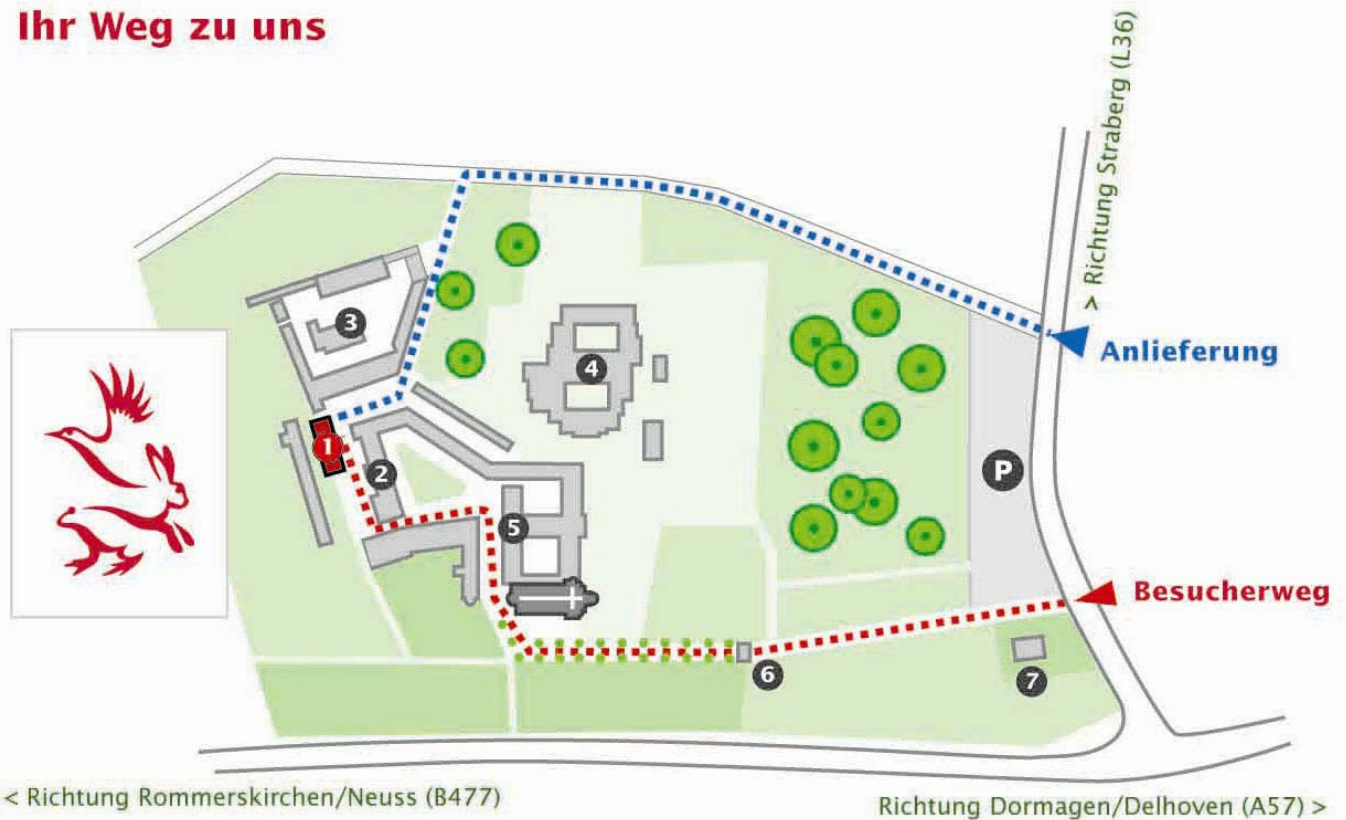 Ihr Weg zu uns
> Richtung Straberg (L36)
3
4
Anlieferung
1
2
P
5
Besucherweg
6
7
< Richtung Rommerskirchen/Neuss (B477)
Richtung Dormagen/Delhoven (A57) >